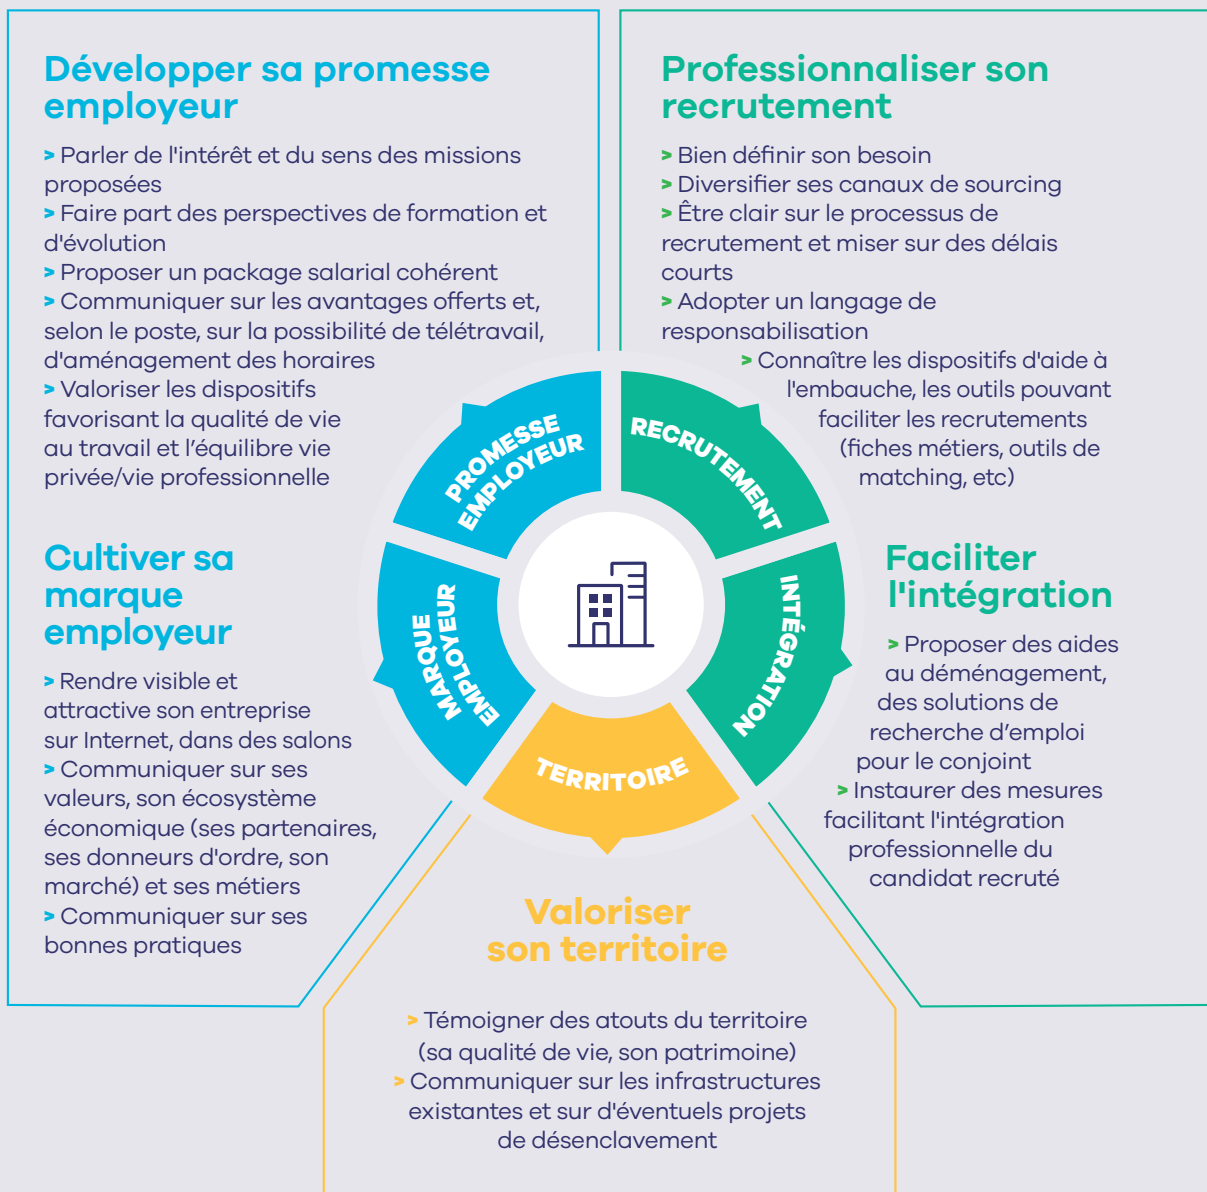 Développer sa promesse
employeur
> Parler de l'intérêt et du sens des missions
proposées
> Faire part des perspectives de formation et
d'évolution
> Proposer un package salarial cohérent
> Communiquer sur les avantages offerts et,
selon le poste, sur la possibilité de télétravail,
d'aménagement des horaires
> Valoriser les dispositifs
favorisant la qualité de vie
au travail et l’équilibre vie
privée/vie professionnelle
Professionnaliser son
recrutement
> Bien définir son besoin
> Diversifier ses canaux de sourcing
> Être clair sur le processus de
recrutement et miser sur des délais
courts
> Adopter un langage de
responsabilisation
> Connaître les dispositifs d'aide à
l'embauche, les outils pouvant
faciliter les recrutements
(fiches métiers, outils de
matching, etc)
PROMESSE
EMPLOYEUR
RECRUTEMENT
MARQUE
EMPLOYEUR
INTÉGRATION
TERRITOIRE
Cultiver sa
marque
employeur
> Rendre visible et
attractive son entreprise
sur Internet, dans des salons
> Communiquer sur ses
valeurs, son écosystème
économique (ses partenaires,
ses donneurs d'ordre, son
marché) et ses métiers
> Communiquer sur ses
bonnes pratiques
Faciliter
l'intégration
> Proposer des aides
au déménagement,
des solutions de
recherche d’emploi
pour le conjoint
> Instaurer des mesures
facilitant l'intégration
professionnelle du
candidat recruté
Valoriser
son territoire
> Témoigner des atouts du territoire
(sa qualité de vie, son patrimoine)
> Communiquer sur les infrastructures
existantes et sur d'éventuels projets
de désenclavement